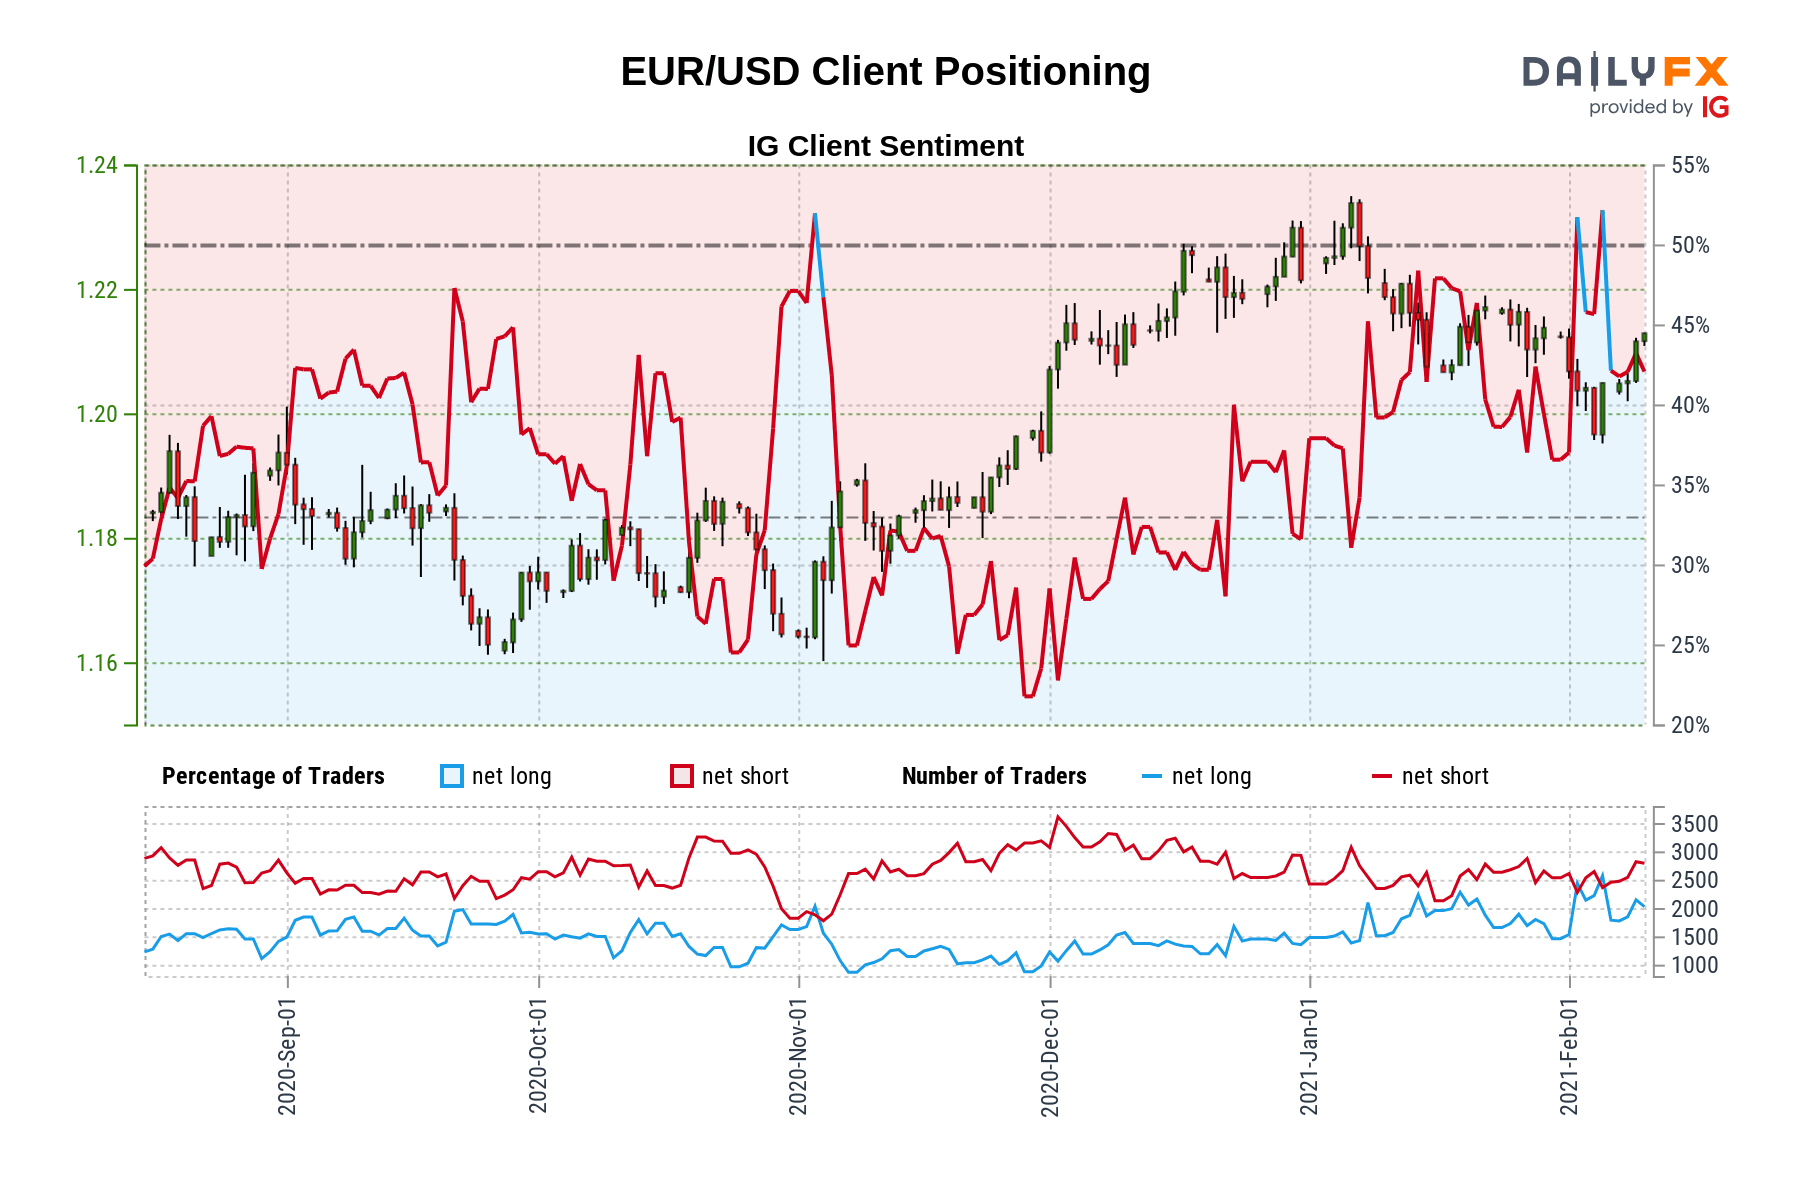 EUR/USD Client Positioning
DAILYFX
provided by IG
IG Client Sentiment
1.24
1.22
1.20
1.18
1.16
55%
50%
45%
40%
35%
30%
25%
20%
Percentage of Traders net long net short Number of Traders net long net short
3500
3000
2500
2000
1500
1000
2020-Sep-01
2020-Oct-01
2020-Nov-01
2020-Dec-01
2021-Jan-01
2021-Feb-01